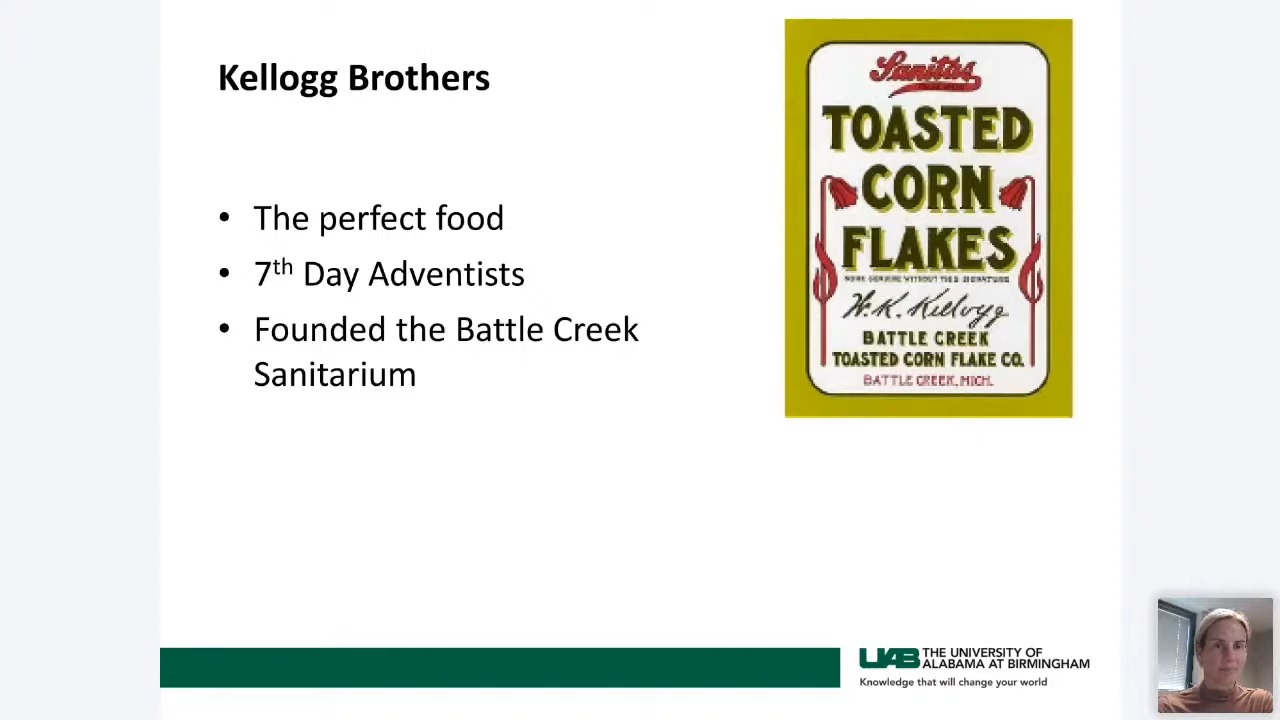 Kellogg Brothers
• The perfect food
• 7th Day Adventists
• Founded the Battle Creek
Sanitarium
Sanitas
TOASTED
CORN
FLAKES
NONE GENUINE WITHOUT THIS SIGNATURE
W. K. Kellogg
BATTLE CREEK
TOASTED CORN FLAKE CO.
BATTLE CREEK, MICH.
UAB THE UNIVERSITY OF
ALABAMA AT BIRMINGHAM
Knowledge that will change your world